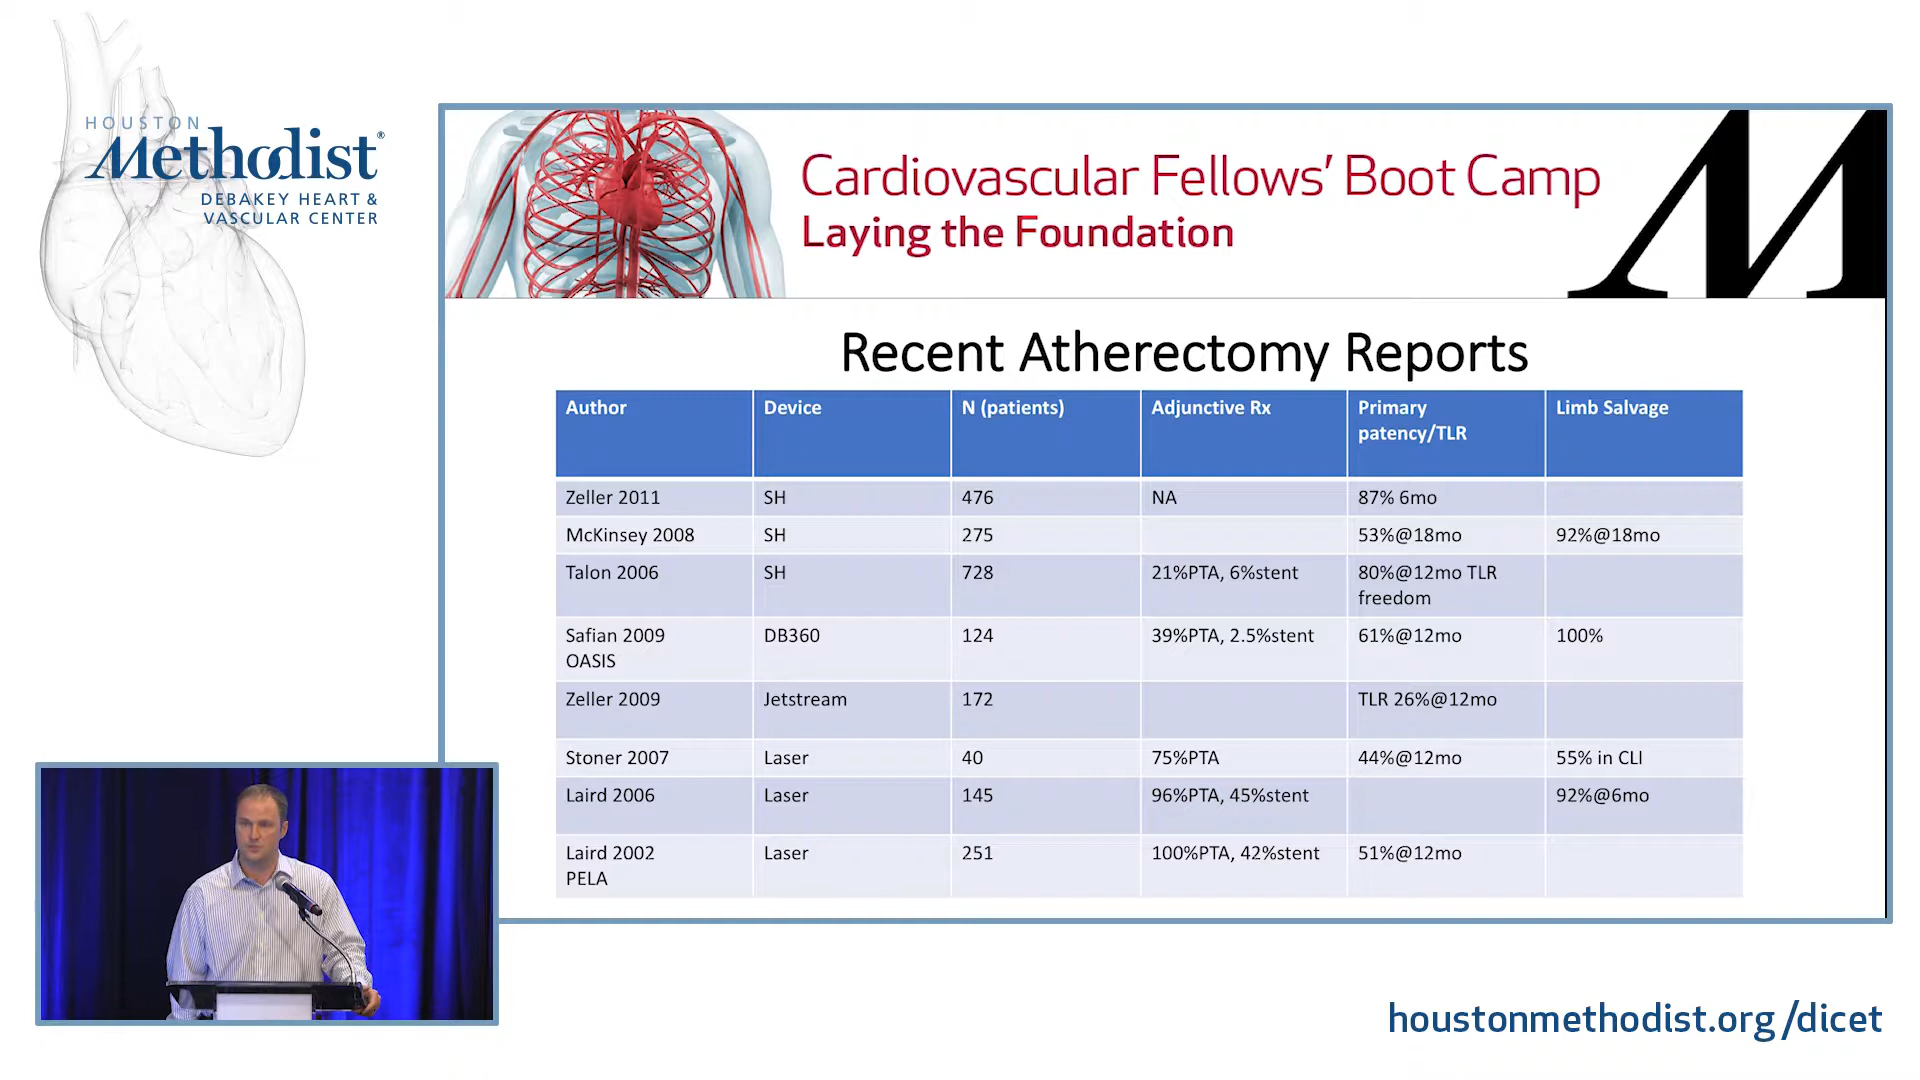 HOUSTON
Methodist®
DEBAKEY HEART &
VASCULAR CENTER
Cardiovascular Fellows’ Boot Camp
Laying the Foundation
M
Recent Atherectomy Reports
Author Device N (patients) Adjunctive Rx Primary patency/TLR Limb Salvage
Zeller 2011 SH 476 NA 87% 6mo
McKinsey 2008 SH 275 53%@18mo 92%@18mo
Talon 2006 SH 728 21%PTA, 6%stent 80%@12mo TLR freedom
Safian 2009 OASIS DB360 124 39%PTA, 2.5%stent 61%@12mo 100%
Zeller 2009 Jetstream 172 TLR 26%@12mo
Stoner 2007 Laser 40 75%PTA 44%@12mo 55% in CLI
Laird 2006 Laser 145 96%PTA, 45%stent 92%@6mo
Laird 2002 PELA Laser 251 100%PTA, 42%stent 51%@12mo
houstonmethodist.org/dicet